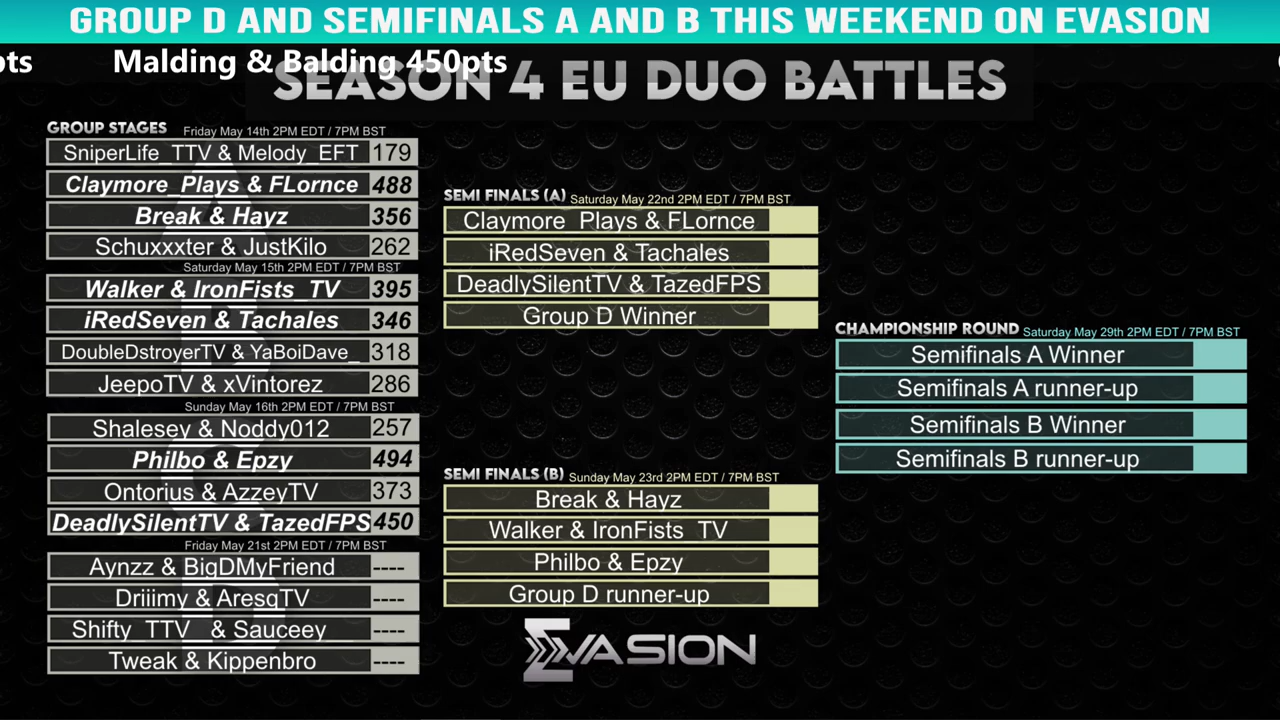 GROUP D AND SEMIFINALS A AND B THIS WEEKEND ON EVASION
pts Malding & Balding 450pts
SEASON 4 EU DUO BATTLES
GROUP STAGES Friday May 14th 2PM EDT / 7PM BST
SniperLife_TTV & Melody_EFT 179
Claymore_Plays & FLornce 488
Break & Hayz 356
Schuxxxter & JustKilo 262
Saturday May 15th 2PM EDT / 7PM BST
Walker & IronFists_TV 395
iRedSeven & Tachales 346
DoubleDstroyerTV & YaBoiDave_ 318
JeepoTV & xVintorez 286
Sunday May 16th 2PM EDT / 7PM BST
Shalesey & Noddy012 257
Philbo & Epzy 494
Ontorius & AzzeyTV 373
DeadlySilentTV & TazedFPS 450
Friday May 21st 2PM EDT / 7PM BST
Aynzz & BigDMyFriend ----
Driiimy & AresqTV ----
Shifty_TTV_ & Sauceey ----
Tweak & Kippenbro ----
SEMI FINALS (A) Saturday May 22nd 2PM EDT / 7PM BST
Claymore_Plays & FLornce
iRedSeven & Tachales
DeadlySilentTV & TazedFPS
Group D Winner
SEMI FINALS (B) Sunday May 23rd 2PM EDT / 7PM BST
Break & Hayz
Walker & IronFists_TV
Philbo & Epzy
Group D runner-up
EVASION
CHAMPIONSHIP ROUND Saturday May 29th 2PM EDT / 7PM BST
Semifinals A Winner
Semifinals A runner-up
Semifinals B Winner
Semifinals B runner-up